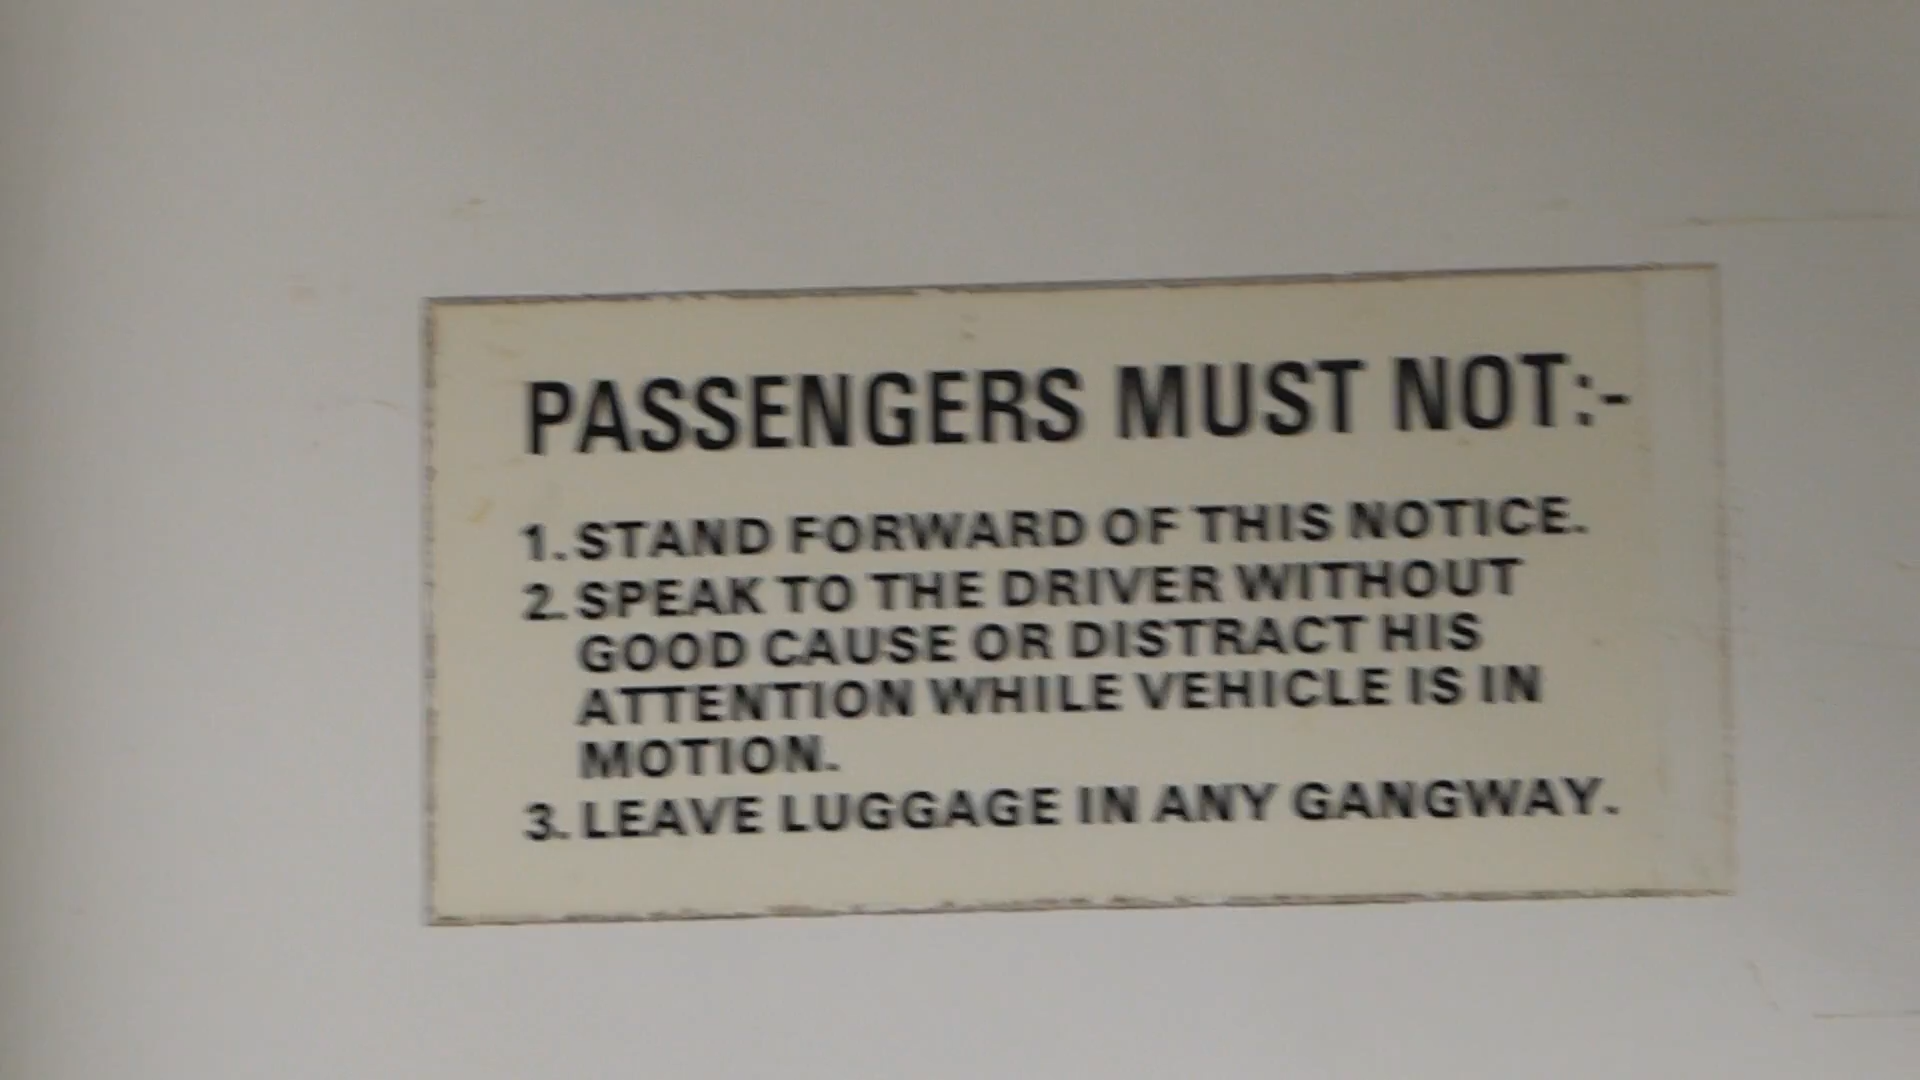 PASSENGERS MUST NOT:-
1. STAND FORWARD OF THIS NOTICE.
2. SPEAK TO THE DRIVER WITHOUT
GOOD CAUSE OR DISTRACT HIS
ATTENTION WHILE VEHICLE IS IN
MOTION.
3. LEAVE LUGGAGE IN ANY GANGWAY.